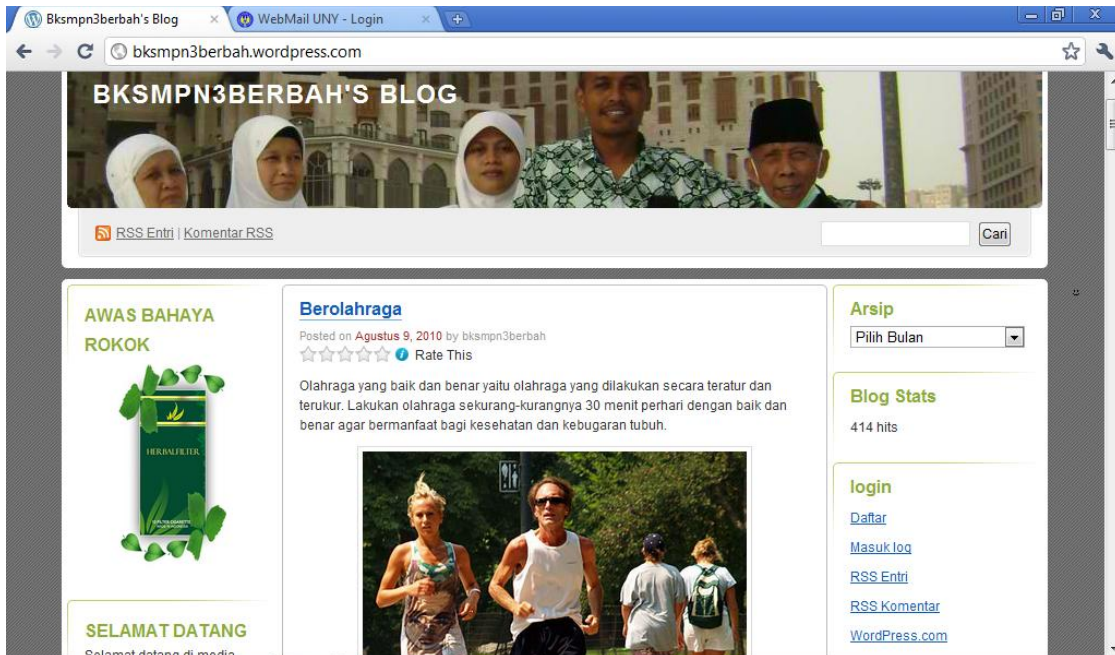 Bksmpn3berbah's Blog
WebMail UNY - Login
bksmpn3berbah.wordpress.com
BKSMPN3BERBAH'S BLOG
RSS Entri | Komentar RSS
Cari
AWAS BAHAYA
ROKOK
HERBALFILTER
Berolahraga
Posted on Agustus 9, 2010 by bksmpn3berbah
Rate This
Olahraga yang baik dan benar yaitu olahraga yang dilakukan secara teratur dan
terukur. Lakukan olahraga sekurang-kurangnya 30 menit perhari dengan baik dan
benar agar bermanfaat bagi kesehatan dan kebugaran tubuh.
Arsip
Pilih Bulan
Blog Stats
414 hits
login
Daftar
Masuk log
RSS Entri
RSS Komentar
WordPress.com
SELAMAT DATANG
Selamat datang di media